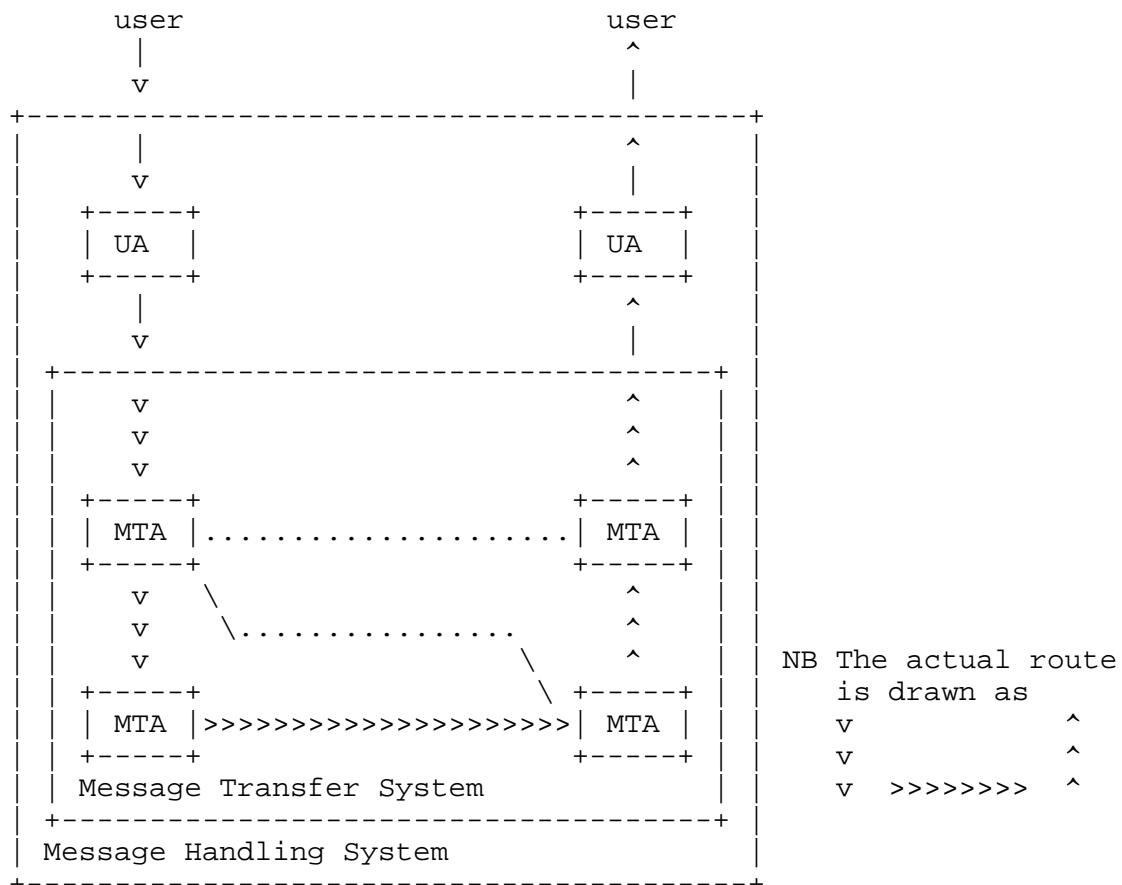 user user
UA UA
MTA MTA
MTA MTA
Message Transfer System
Message Handling System
NB The actual route
is drawn as
v ^
v ^
v >>>>>>>> ^